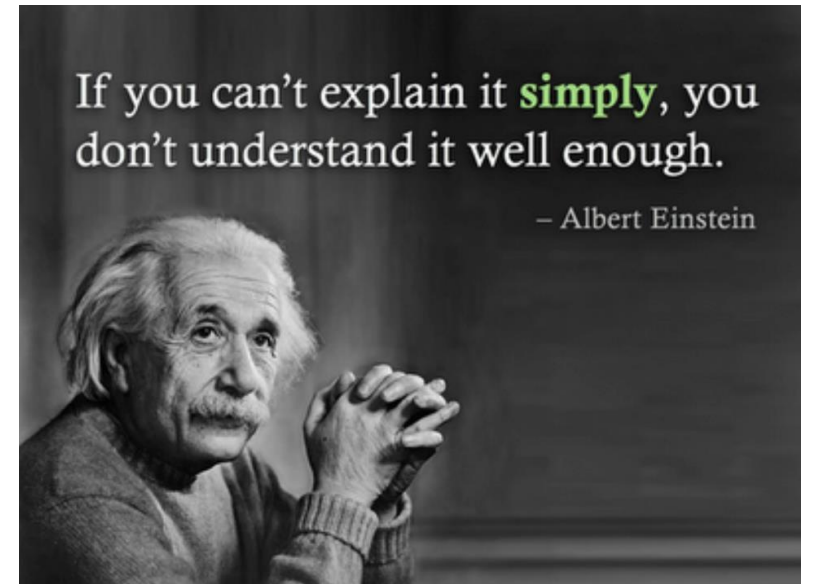 If you can’t explain it simply, you
don’t understand it well enough.
– Albert Einstein